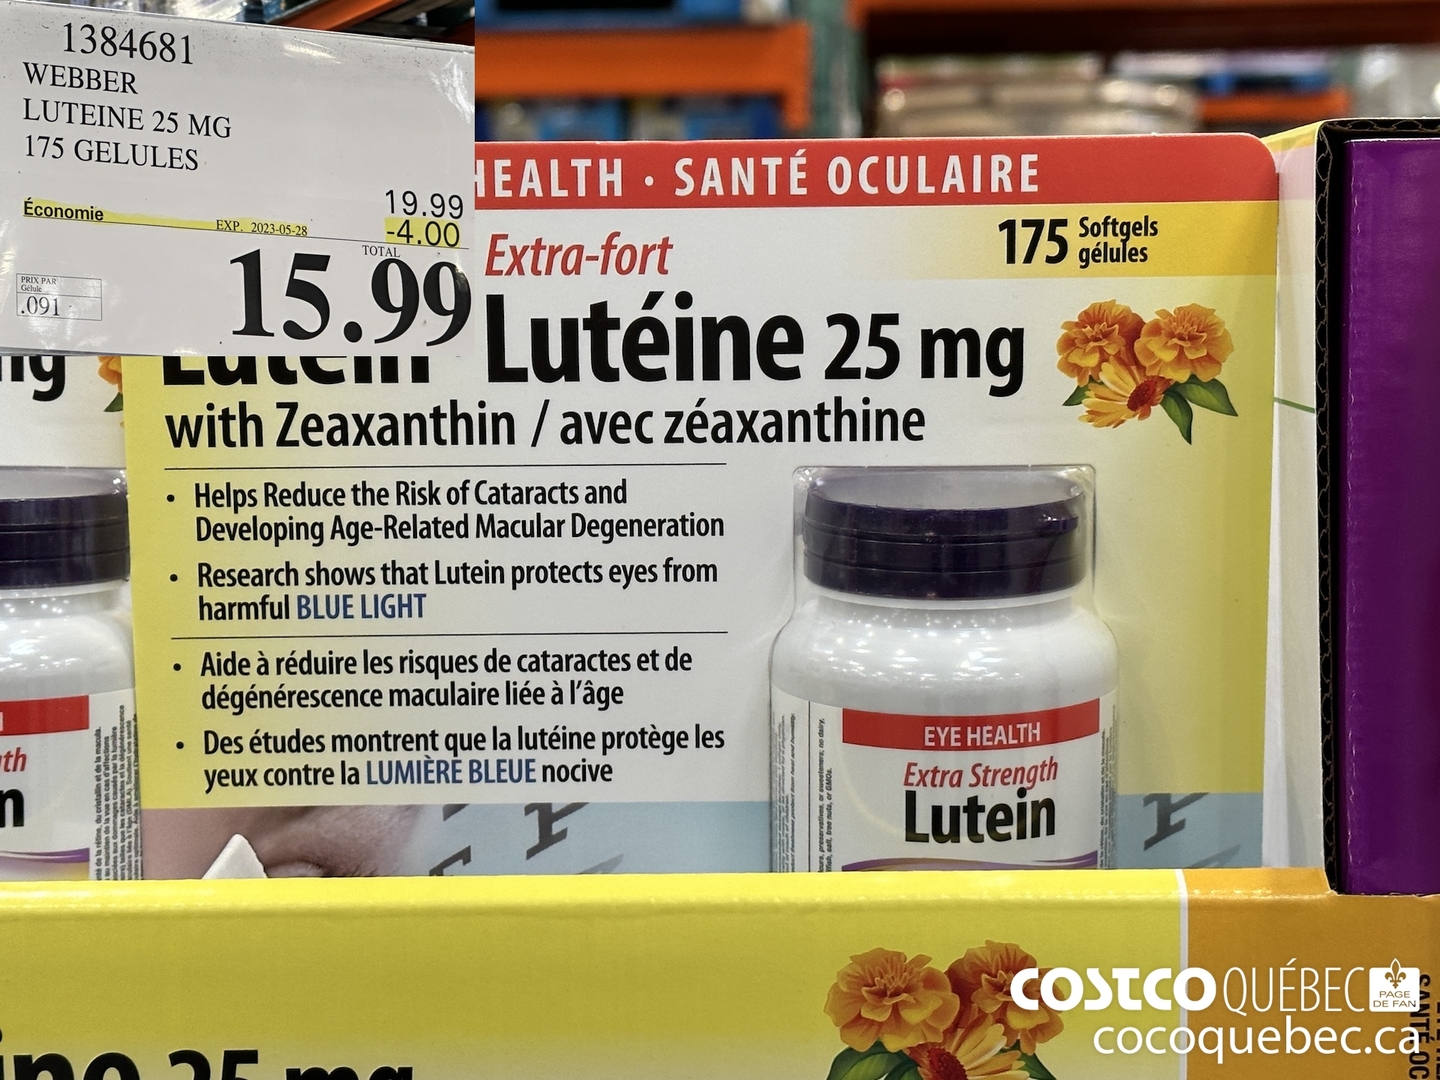 1384681
WEBBER
LUTEINE 25 MG
175 GELULES
19.99
Économie EXP. 2023-05-28 -4.00
TOTAL
PRIX PAR
Gélule
.091
15.99
HEALTH · SANTÉ OCULAIRE
175 Softgels
gélules
Extra-fort
Lutein Lutéine 25 mg
with Zeaxanthin / avec zéaxanthine
• Helps Reduce the Risk of Cataracts and
Developing Age-Related Macular Degeneration
• Research shows that Lutein protects eyes from
harmful BLUE LIGHT
• Aide à réduire les risques de cataractes et de
dégénérescence maculaire liée à l'âge
• Des études montrent que la lutéine protège les
yeux contre la LUMIÈRE BLEUE nocive
EYE HEALTH
Extra Strength
Lutein
25 mg
COSTCO QUÉBEC
PAGE
DE FAN
cocoquebec.ca